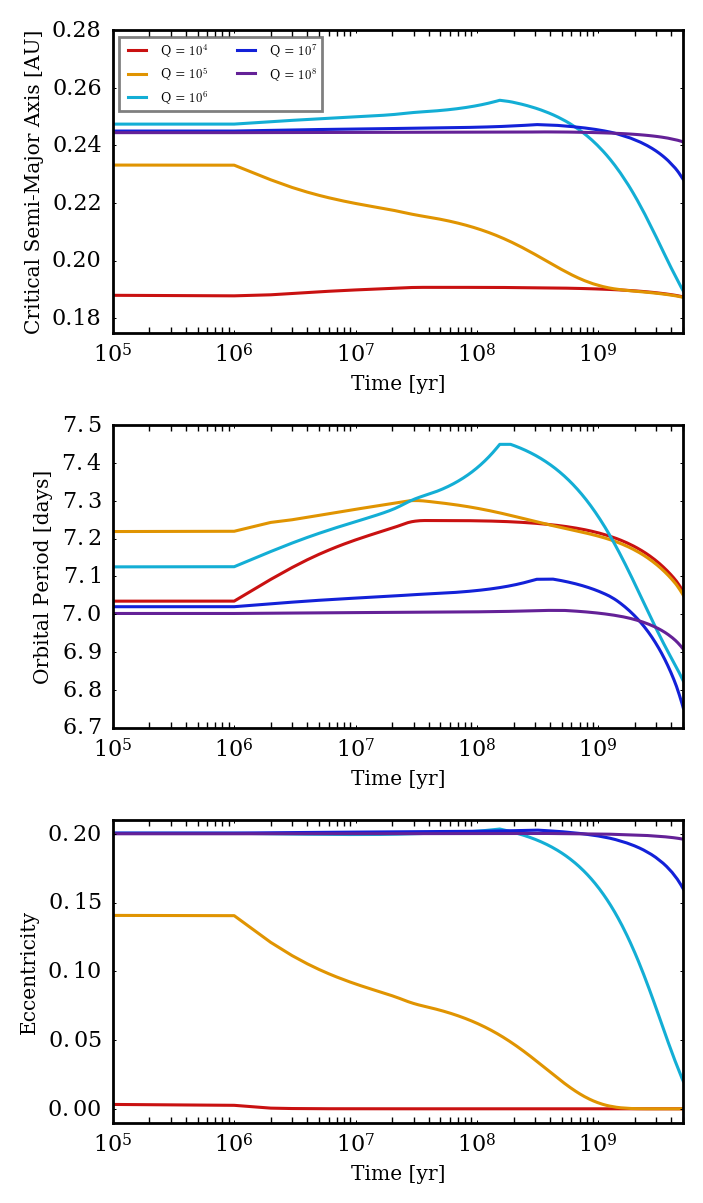 Critical Semi-Major Axis [AU]
0.28
0.26
0.24
0.22
0.20
0.18
Q = 10⁴
Q = 10⁵
Q = 10⁶
Q = 10⁷
Q = 10⁸
10⁵ 10⁶ 10⁷ 10⁸ 10⁹
Time [yr]
Orbital Period [days]
7.5
7.4
7.3
7.2
7.1
7.0
6.9
6.8
6.7
10⁵ 10⁶ 10⁷ 10⁸ 10⁹
Time [yr]
Eccentricity
0.20
0.15
0.10
0.05
0.00
10⁵ 10⁶ 10⁷ 10⁸ 10⁹
Time [yr]